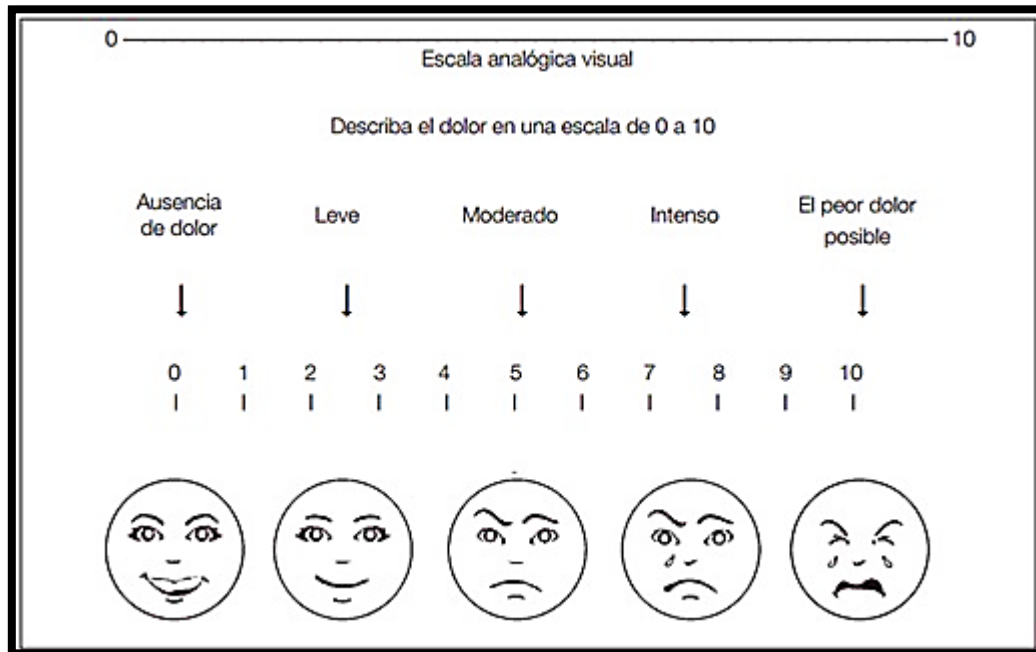 0 10
Escala analógica visual
Describa el dolor en una escala de 0 a 10
Ausencia de dolor
Leve
Moderado
Intenso
El peor dolor posible
0 1 2 3 4 5 6 7 8 9 10